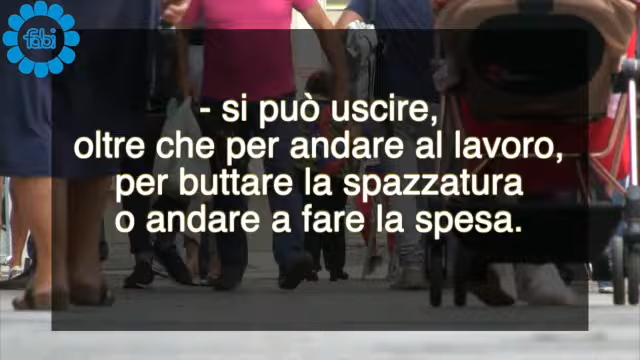 fabi
- si può uscire,
oltre che per andare al lavoro,
per buttare la spazzatura
o andare a fare la spesa.